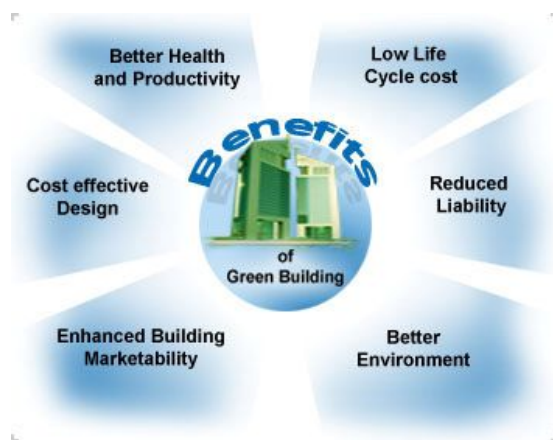 Better Health
and Productivity
Low Life
Cycle cost
Benefits
of
Green Building
Cost effective
Design
Reduced
Liability
Enhanced Building
Marketability
Better
Environment